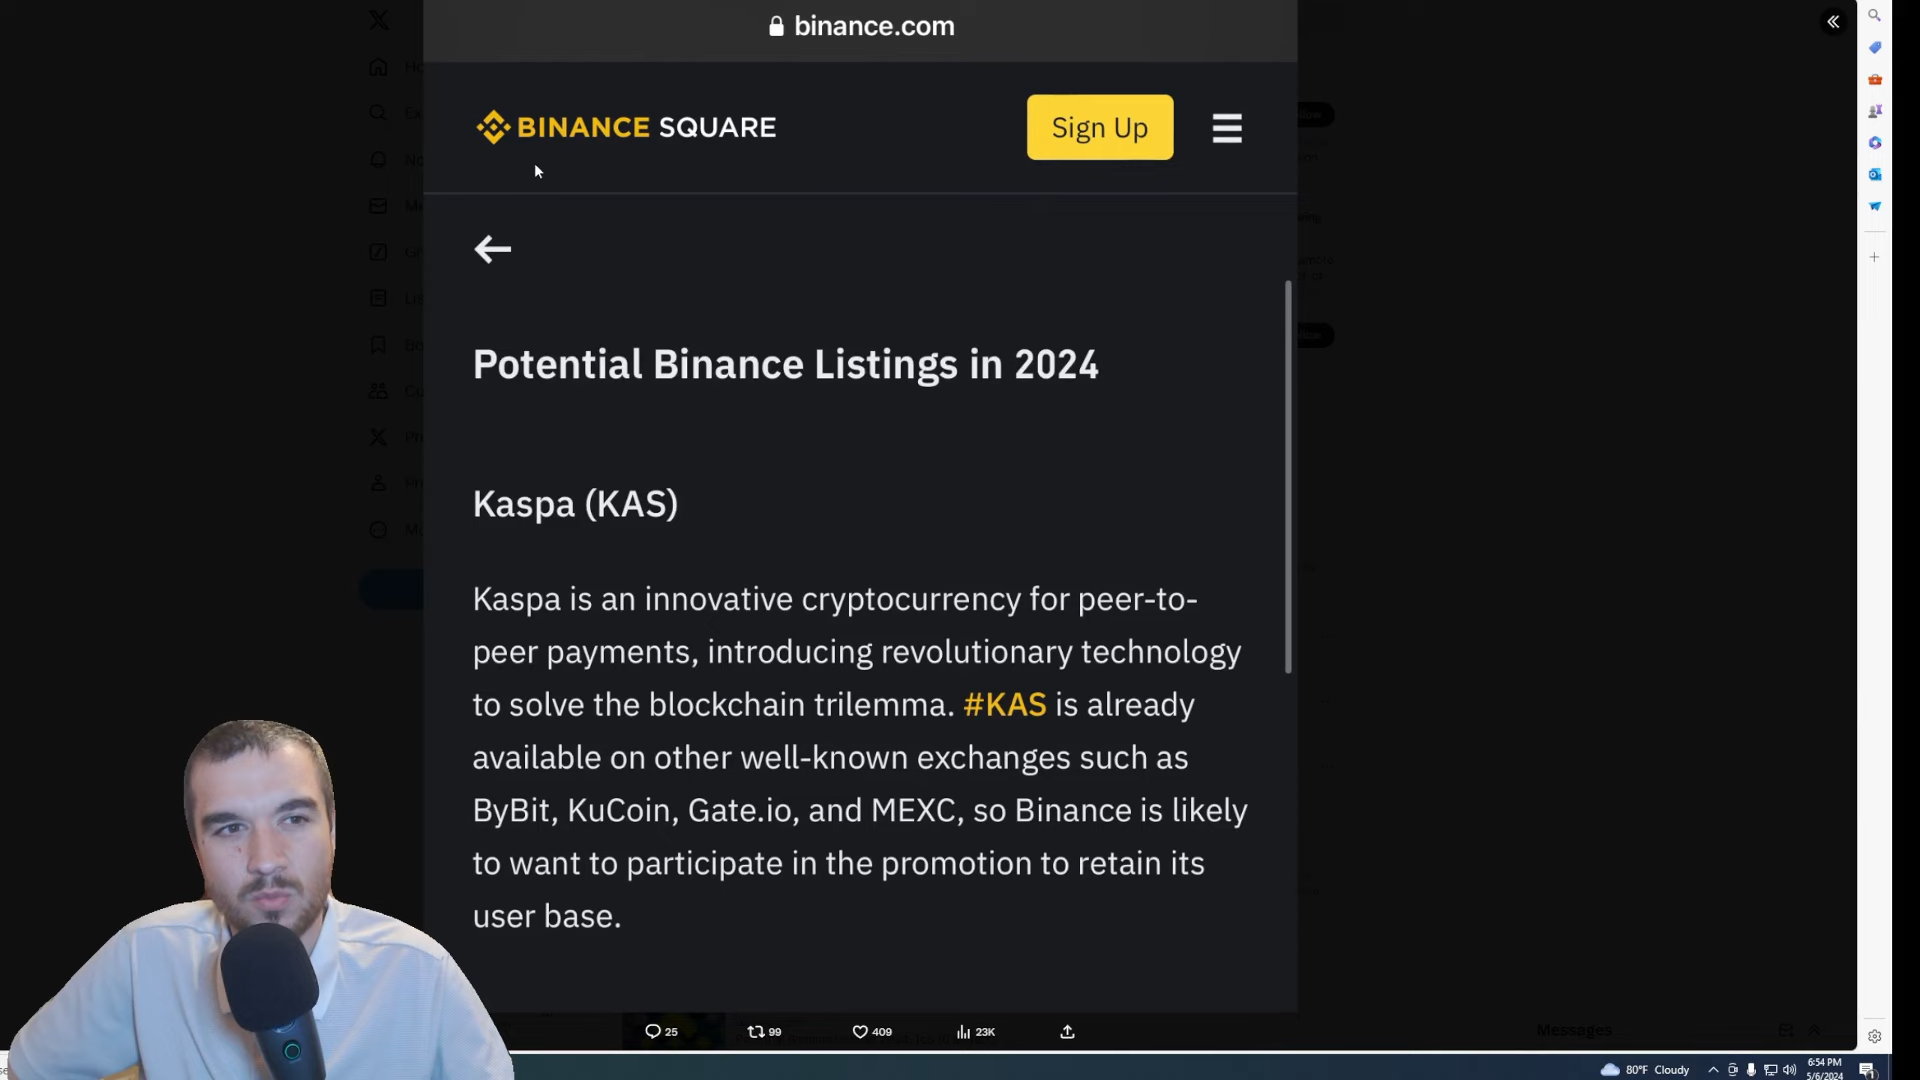 binance.com
BINANCE SQUARE
Sign Up
Potential Binance Listings in 2024
Kaspa (KAS)
Kaspa is an innovative cryptocurrency for peer-to-
peer payments, introducing revolutionary technology
to solve the blockchain trilemma. #KAS is already
available on other well-known exchanges such as
ByBit, KuCoin, Gate.io, and MEXC, so Binance is likely
to want to participate in the promotion to retain its
user base.
25 99 409 23K
Messages
80°F Cloudy
6:54 PM
5/6/2024